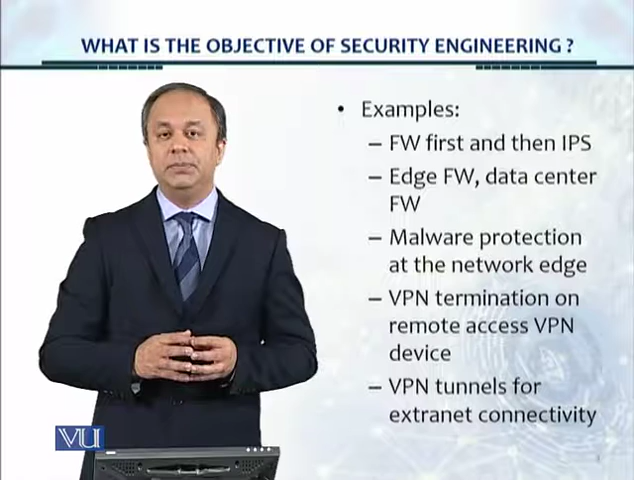 WHAT IS THE OBJECTIVE OF SECURITY ENGINEERING ?
• Examples:
– FW first and then IPS
– Edge FW, data center
FW
– Malware protection
at the network edge
– VPN termination on
remote access VPN
device
– VPN tunnels for
extranet connectivity
VU